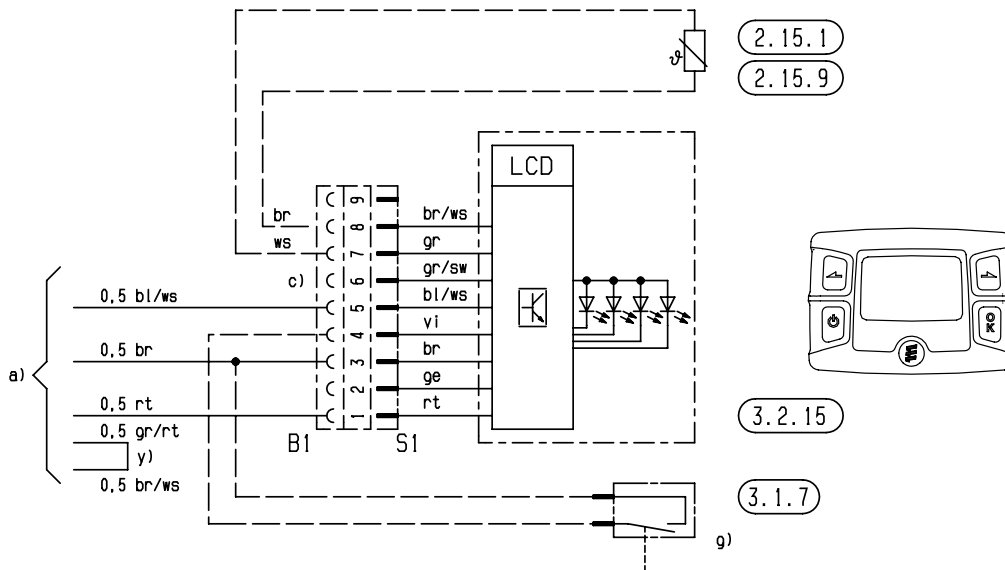 2.15.1
ϑ
2.15.9
LCD
9
br
8
br/ws
ws
7
gr
c)
6
gr/sw
0,5 bl/ws
5
bl/ws
4
vi
0,5 br
3
br
a)
2
ge
0,5 rt
1
rt
OK
3.2.15
0,5 gr/rt
B1
S1
y)
0,5 br/ws
3.1.7
g)